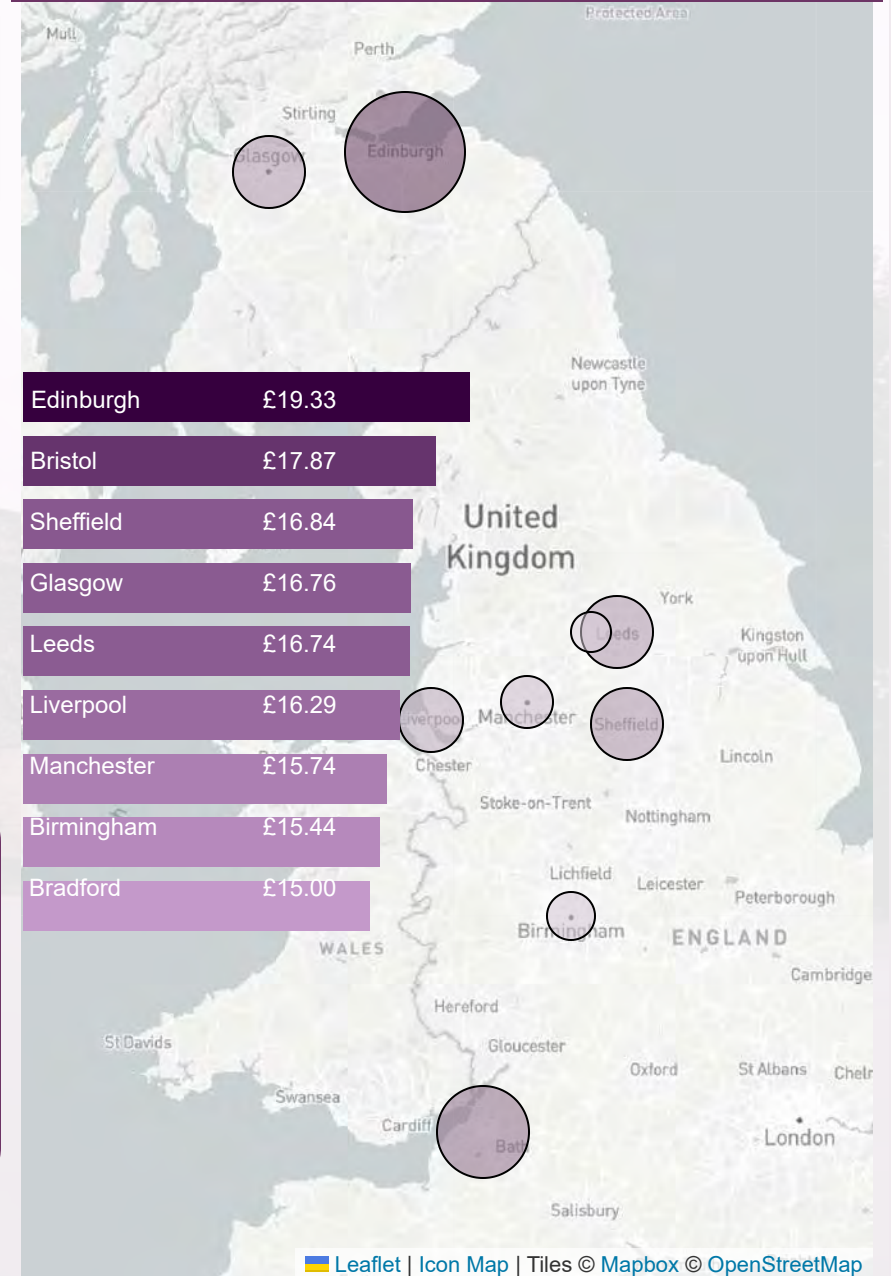 Protected Area
Mull
Perth
Stirling
Glasgow
Edinburgh
Newcastle
upon Tyne
Edinburgh £19.33
Bristol £17.87
Sheffield £16.84
Glasgow £16.76
Leeds £16.74
Liverpool £16.29
Manchester £15.74
Birmingham £15.44
Bradford £15.00
United
Kingdom
York
Leeds
Kingston
upon Hull
Liverpool
Manchester
Sheffield
Chester
Lincoln
Stoke-on-Trent
Nottingham
Lichfield
Leicester
Peterborough
Birmingham
ENGLAND
WALES
Cambridge
Hereford
St Davids
Gloucester
Oxford
St Albans
Chelr
Swansea
Cardiff
Bath
London
Salisbury
Leaflet | Icon Map | Tiles © Mapbox © OpenStreetMap